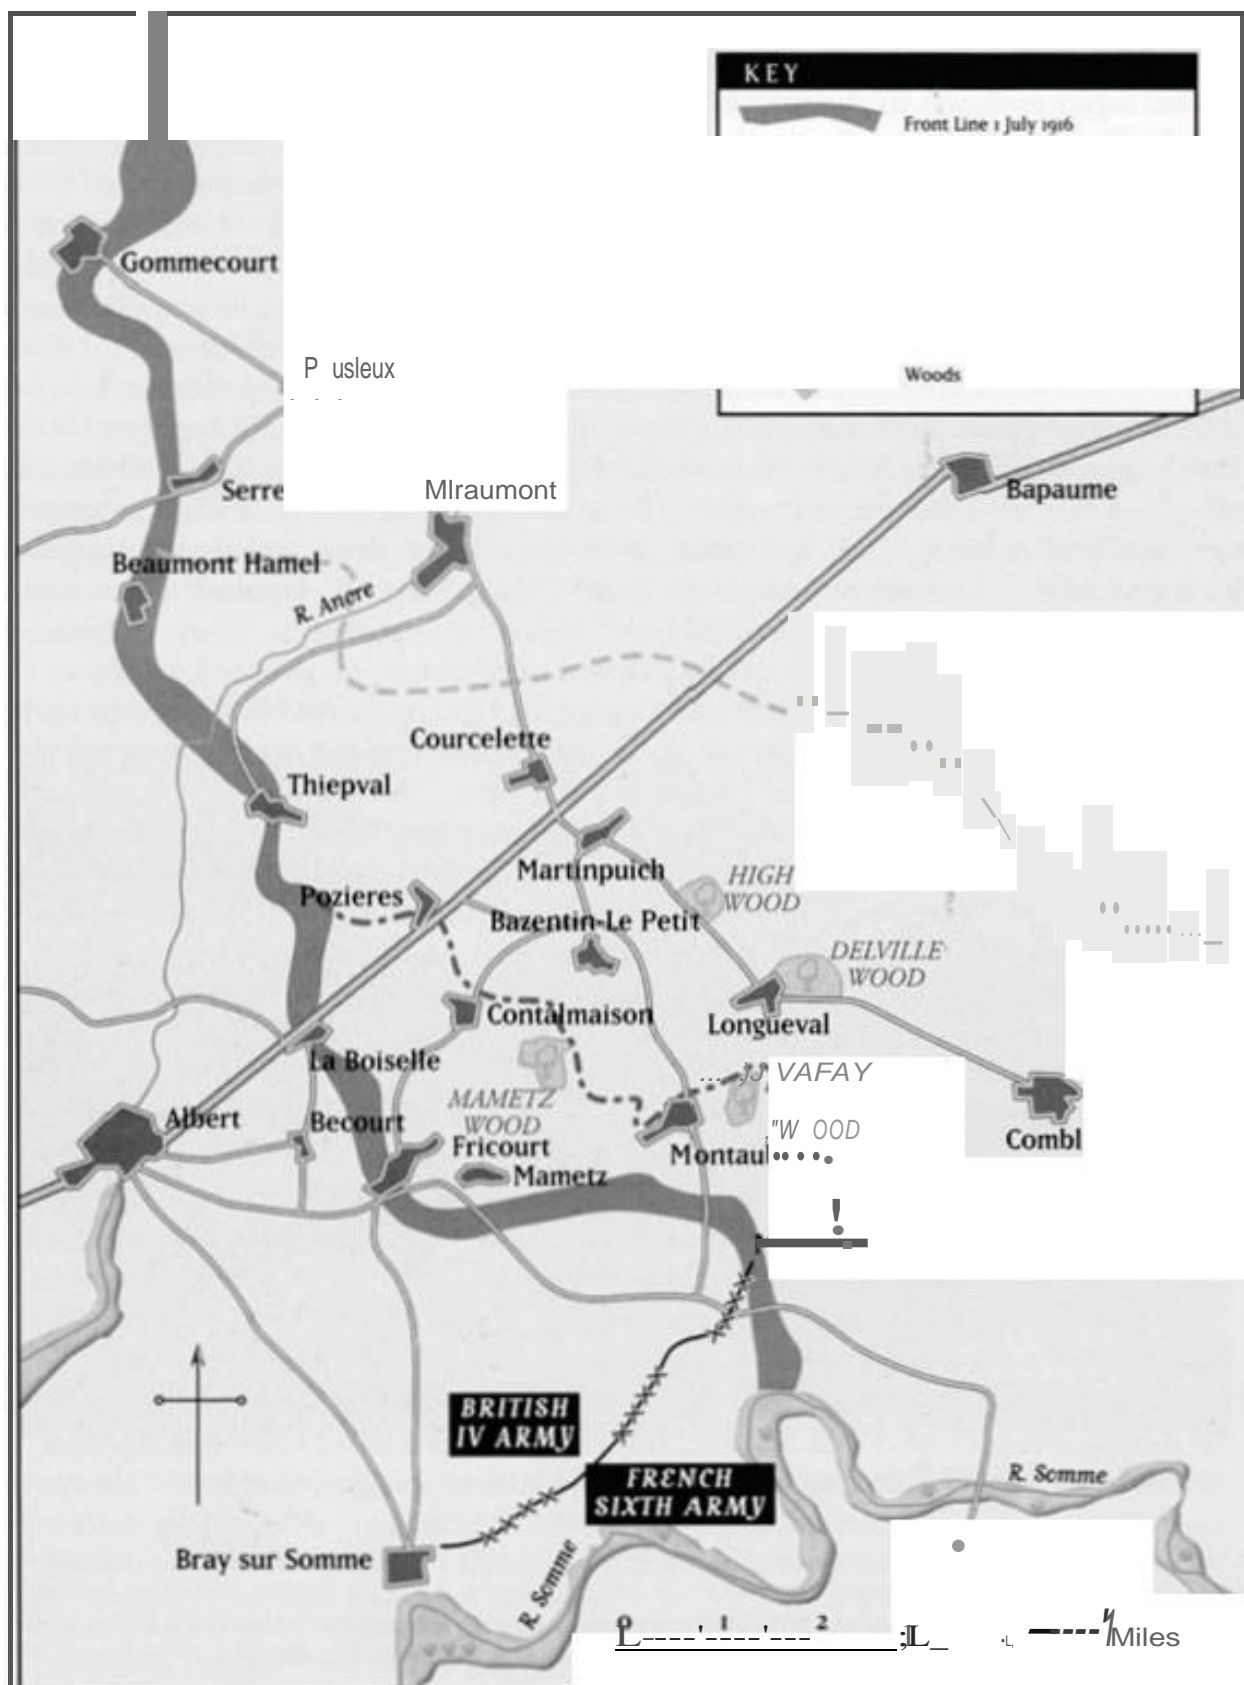 KEY
Front Line 1 July 1916
Gommecourt
P usleux
Woods
Serre
MIraumont
Bapaume
Beaumont Hamel
R. Ancre
Courcelette
Thiepval
Martinpuich
HIGH
WOOD
Pozieres
Bazentin-Le Petit
DELVILLE
WOOD
Contalmaison
Longueval
La Boiselle
VAFAY
MAMETZ
WOOD
Albert
Becourt
"W OOD
Fricourt
Combl
Montaul
Mametz
BRITISH
IV ARMY
FRENCH
SIXTH ARMY
R. Somme
Bray sur Somme
R. Somme
0 1 2
Miles